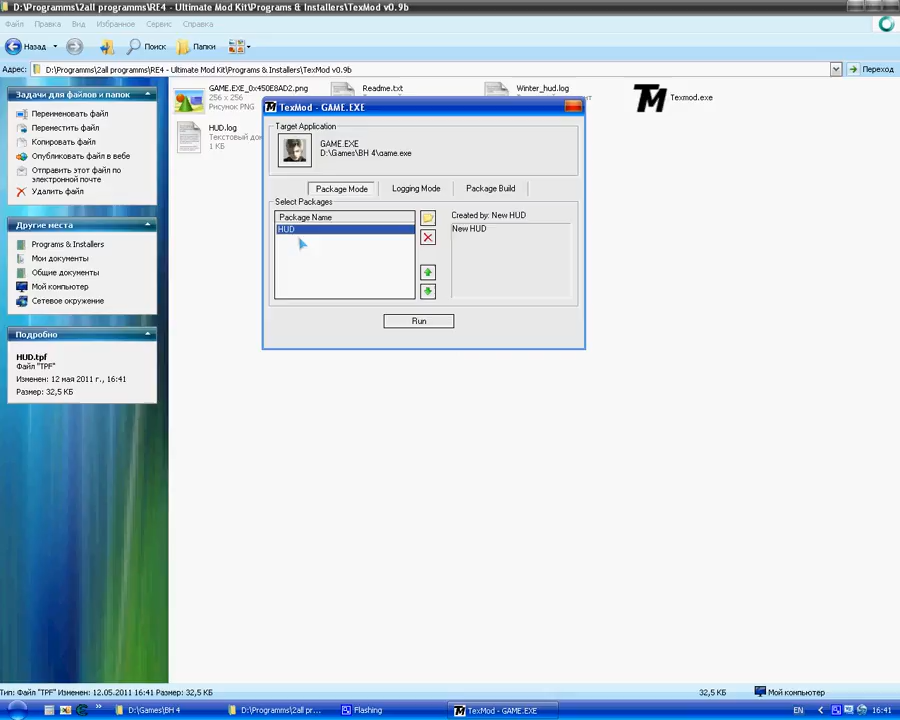 D:\Programms\2all programms\RE4 - Ultimate Mod Kit\Programs & Installers\TexMod v0.9b
Файл Правка Вид Избранное Сервис Справка
Назад Поиск Папки
Адрес: D:\Programms\2all programms\RE4 - Ultimate Mod Kit\Programs & Installers\TexMod v0.9b Переход
Задачи для файлов и папок
Переименовать файл
Переместить файл
Копировать файл
Опубликовать файл в вебе
Отправить этот файл по
электронной почте
Удалить файл
Другие места
Programs & Installers
Мои документы
Общие документы
Мой компьютер
Сетевое окружение
Подробно
HUD.tpf
Файл "TPF"
Изменен: 12 мая 2011 г., 16:41
Размер: 32,5 КБ
GAME.EXE_0x450E8AD2.png
256 x 256
Рисунок PNG
Readme.txt
Winter_hud.log
Texmod.exe
HUD.log
Текстовый до
1 КБ
TexMod - GAME.EXE
Target Application
GAME.EXE
D:\Games\BH 4\game.exe
Package Mode Logging Mode Package Build
Select Packages
Package Name
HUD
Created by: New HUD
New HUD
Run
Тип: Файл "TPF" Изменен: 12.05.2011 16:41 Размер: 32,5 КБ 32,5 КБ Мой компьютер
D:\Games\BH 4 D:\Programms\2all pr... Flashing TexMod - GAME.EXE EN 16:41